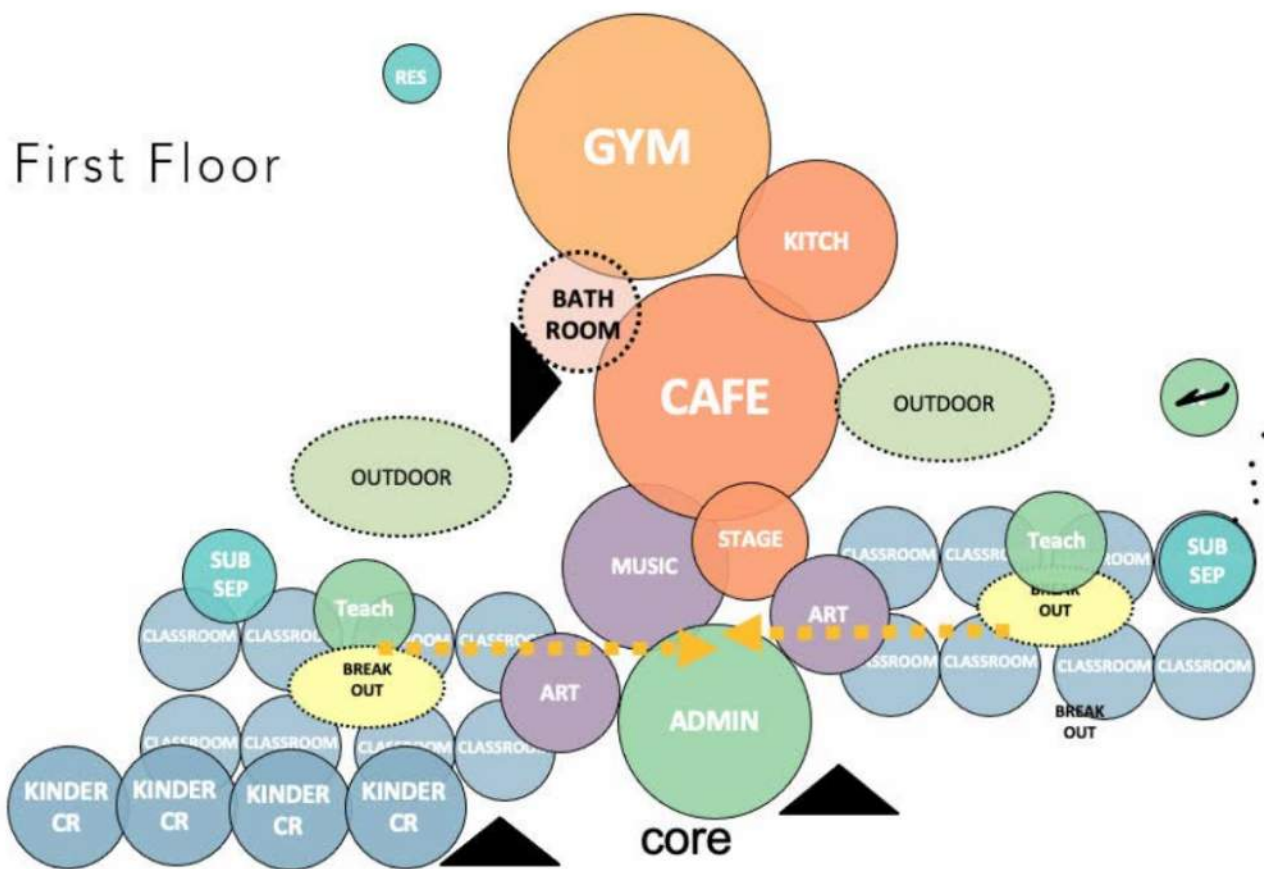 RES
GYM
First Floor
KITCH
BATH
ROOM
CAFE
OUTDOOR
OUTDOOR
SUB
SEP
Teach
MUSIC
STAGE
CLASSROOM
Teach
SUB
SEP
BREAK
OUT
ART
CLASSROOM
CLASSROOM
BREAK
OUT
ART
ADMIN
CLASSROOM
CLASSROOM
CLASSROOM
CLASSROOM
BREAK
OUT
CLASSROOM
CLASSROOM
CLASSROOM
KINDER
CR
KINDER
CR
KINDER
CR
KINDER
CR
core